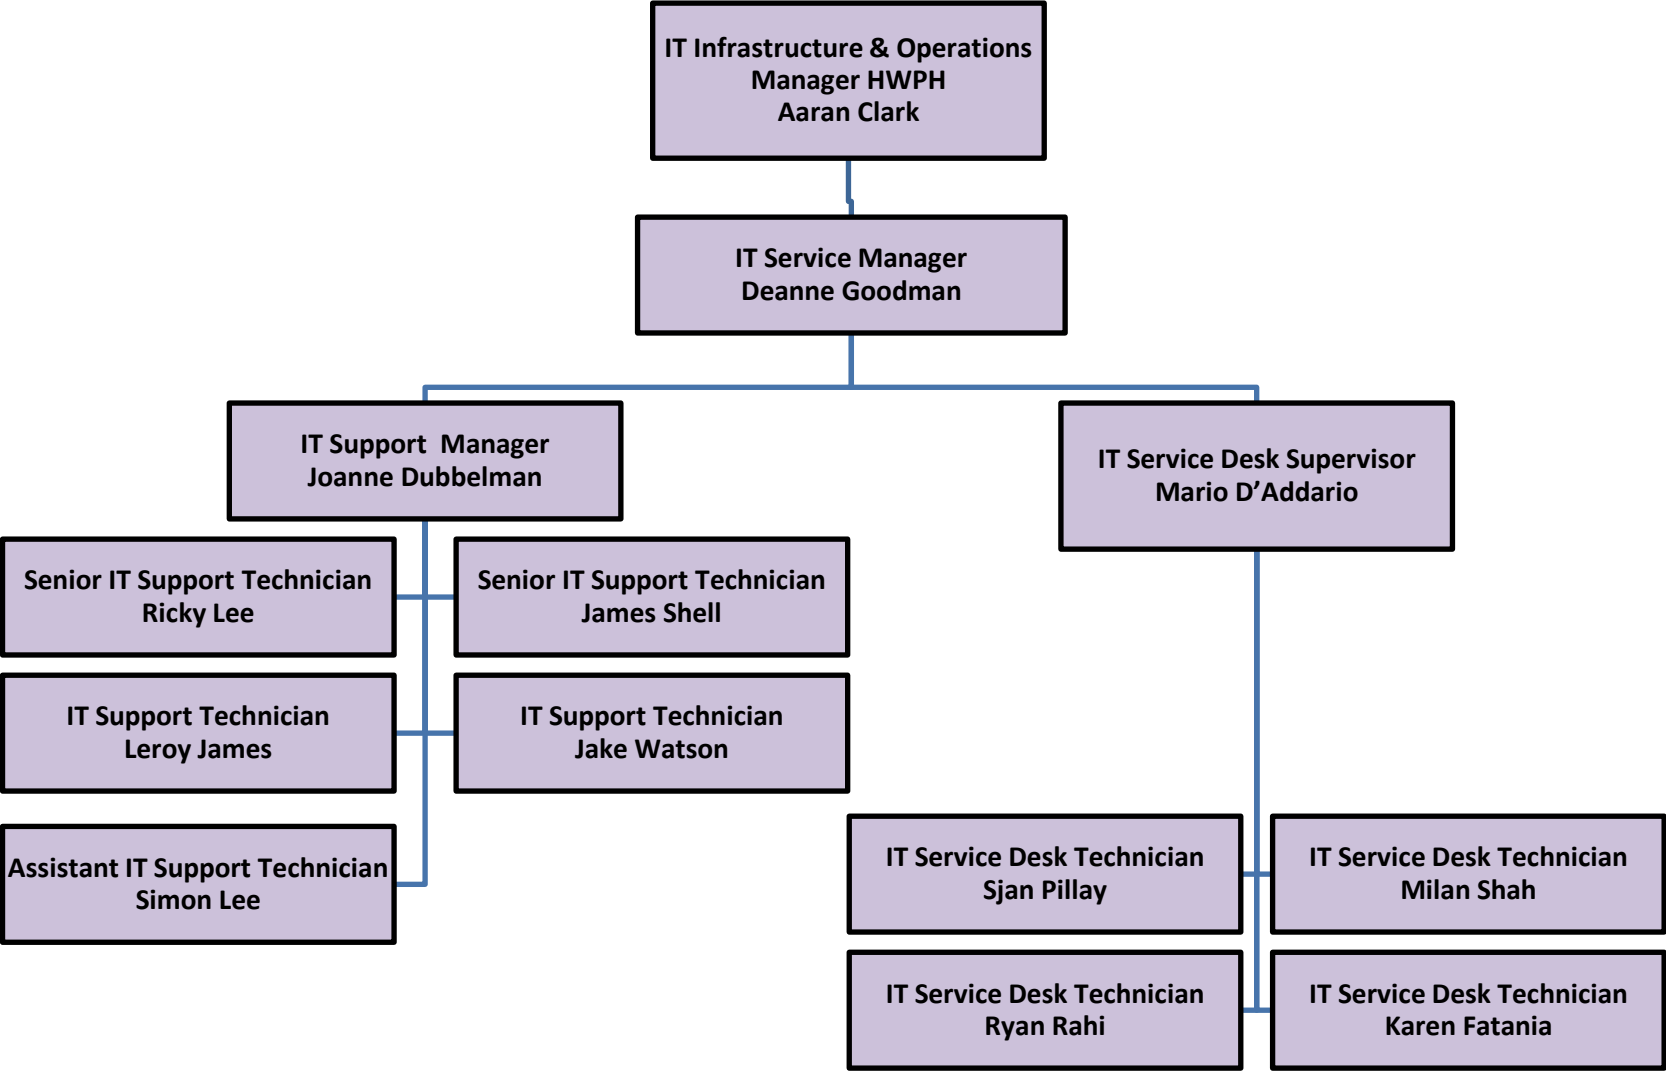 IT Infrastructure & Operations
Manager HWPH
Aaran Clark
IT Service Manager
Deanne Goodman
IT Support  Manager
Joanne Dubbelman
IT Service Desk Supervisor
Mario D’Addario
Senior IT Support Technician
Ricky Lee
Senior IT Support Technician
James Shell
IT Support Technician
Leroy James
IT Support Technician
Jake Watson
Assistant IT Support Technician
Simon Lee
IT Service Desk Technician
Sjan Pillay
IT Service Desk Technician
Milan Shah
IT Service Desk Technician
Ryan Rahi
IT Service Desk Technician
Karen Fatania